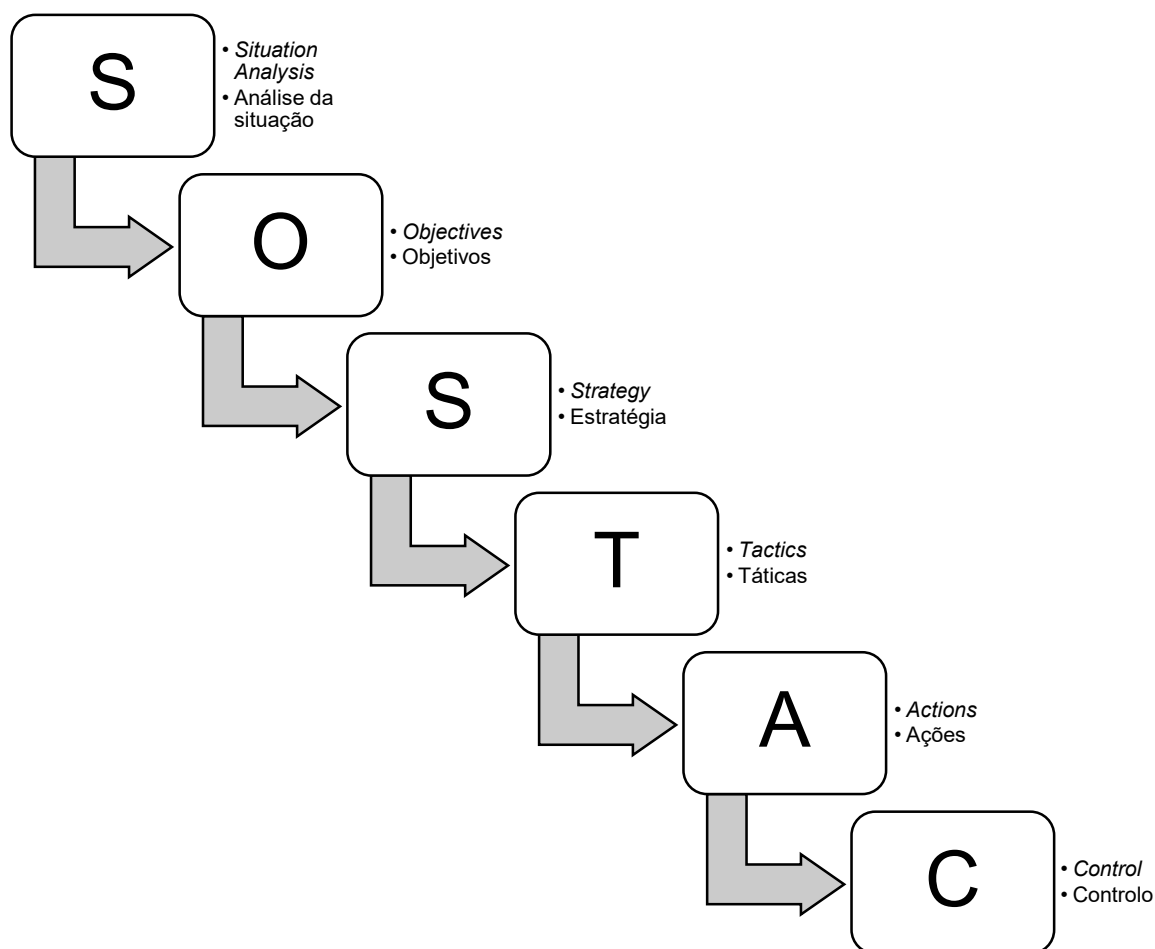 S
• Situation
Analysis
• Análise da
situação
O
• Objectives
• Objetivos
S
• Strategy
• Estratégia
T
• Tactics
• Táticas
A
• Actions
• Ações
C
• Control
• Controlo